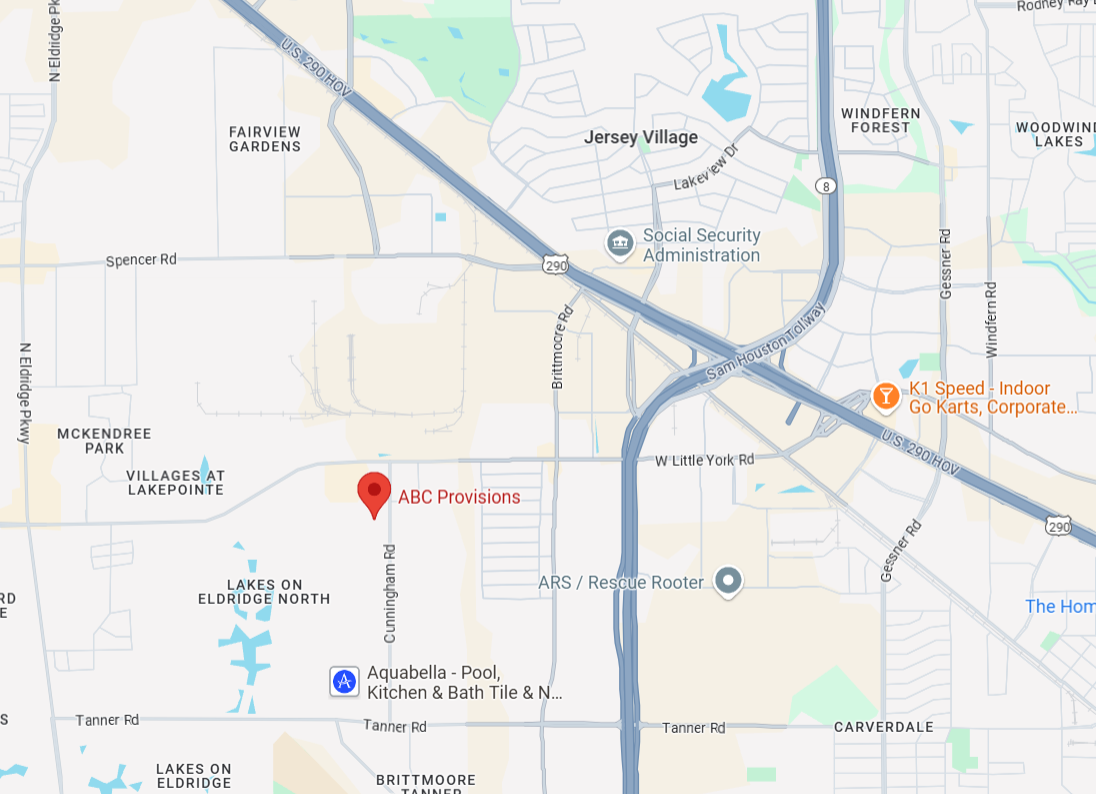 N Eldridge Pk
Rodney Ray
U.S. 290 HOV
FAIRVIEW
GARDENS
Jersey Village
Lakeview Dr
WINDFERN
FOREST
WOODWIND
LAKES
8
Social Security
Administration
Spencer Rd
290
Gessner Rd
Windfern Rd
Brittmoore Rd
Sam Houston Tollway
N Eldridge Pkwy
K1 Speed - Indoor
Go Karts, Corporate...
MCKENDREE
PARK
U.S. 290 HOV
W Little York Rd
VILLAGES AT
LAKEPOINTE
ABC Provisions
290
Gessner Rd
Cunningham Rd
LAKES ON
ELDRIDGE NORTH
ARS / Rescue Rooter
RD
E
The Hom
Aquabella - Pool,
Kitchen & Bath Tile & N...
S
Tanner Rd
Tanner Rd
Tanner Rd
CARVERDALE
LAKES ON
ELDRIDGE
BRITTMOORE
TANNER